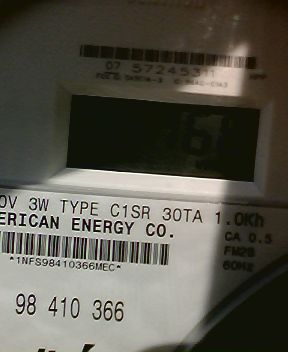 07 57245311
0V 3W TYPE C1SR 30TA 1.0Kh
ERICAN ENERGY CO.
CA 0.5
*1NFS98410366MEC*
FM2S
60Hz
98 410 366